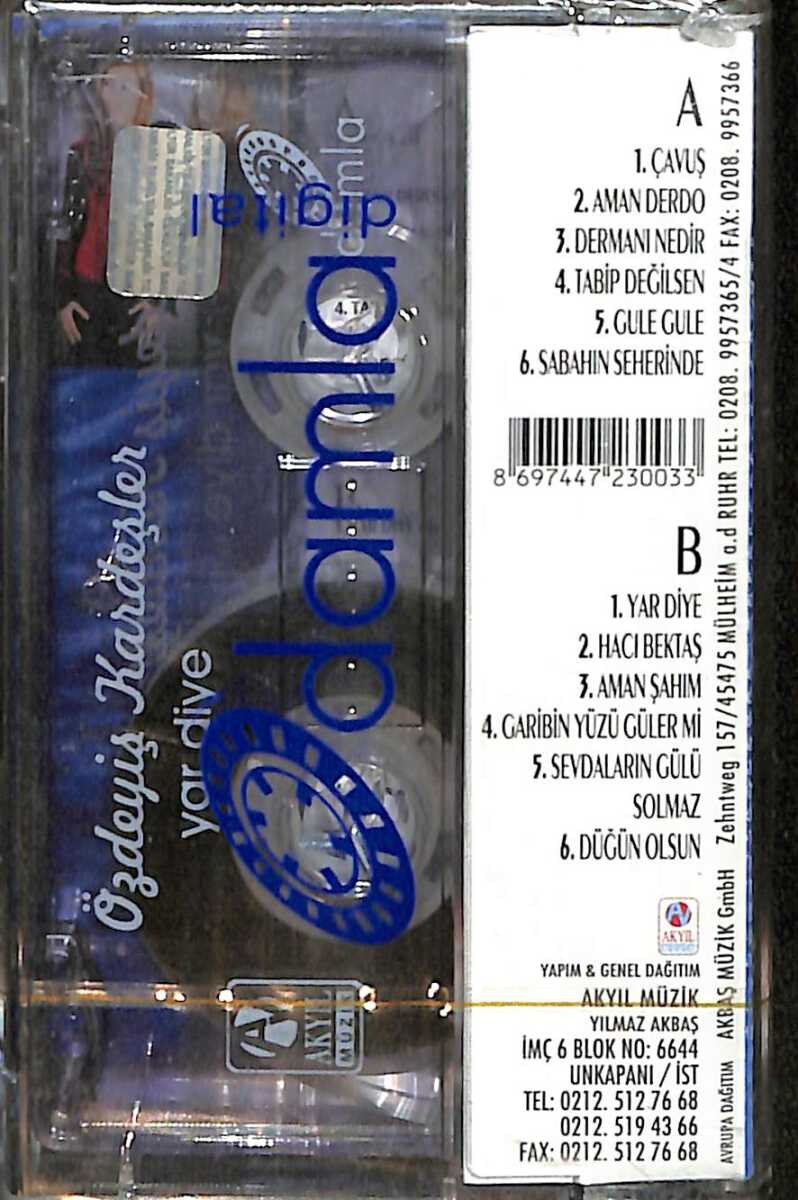 A
1. ÇAVUŞ
2. AMAN DERDO
3. DERMANI NEDİR
4. TABİP DEĞİLSEN
5. GULE GULE
6. SABAHIN SEHERİNDE
8 697447 230033
B
1. YAR DİYE
2. HACI BEKTAŞ
3. AMAN ŞAHIM
4. GARİBİN YÜZÜ GÜLER Mİ
5. SEVDALARIN GÜLÜ
SOLMAZ
6. DÜĞÜN OLSUN
AKYIL
YAPIM & GENEL DAĞITIM
AKYIL MÜZİK
YILMAZ AKBAŞ
İMÇ 6 BLOK NO: 6644
UNKAPANI / İST
TEL: 0212. 512 76 68
0212. 519 43 66
FAX: 0212. 512 76 68
AVRUPA DAĞITIM AKBAŞ MÜZİK GmbH Zehntweg 157/45475 MÜLHEİM a.d RUHR TEL: 0208. 9957365/4 FAX: 0208. 9957366
Özdeyiş Kardeşler
yar diye
damla
digital
damla
4. TA
AKYIL
MÜZİK